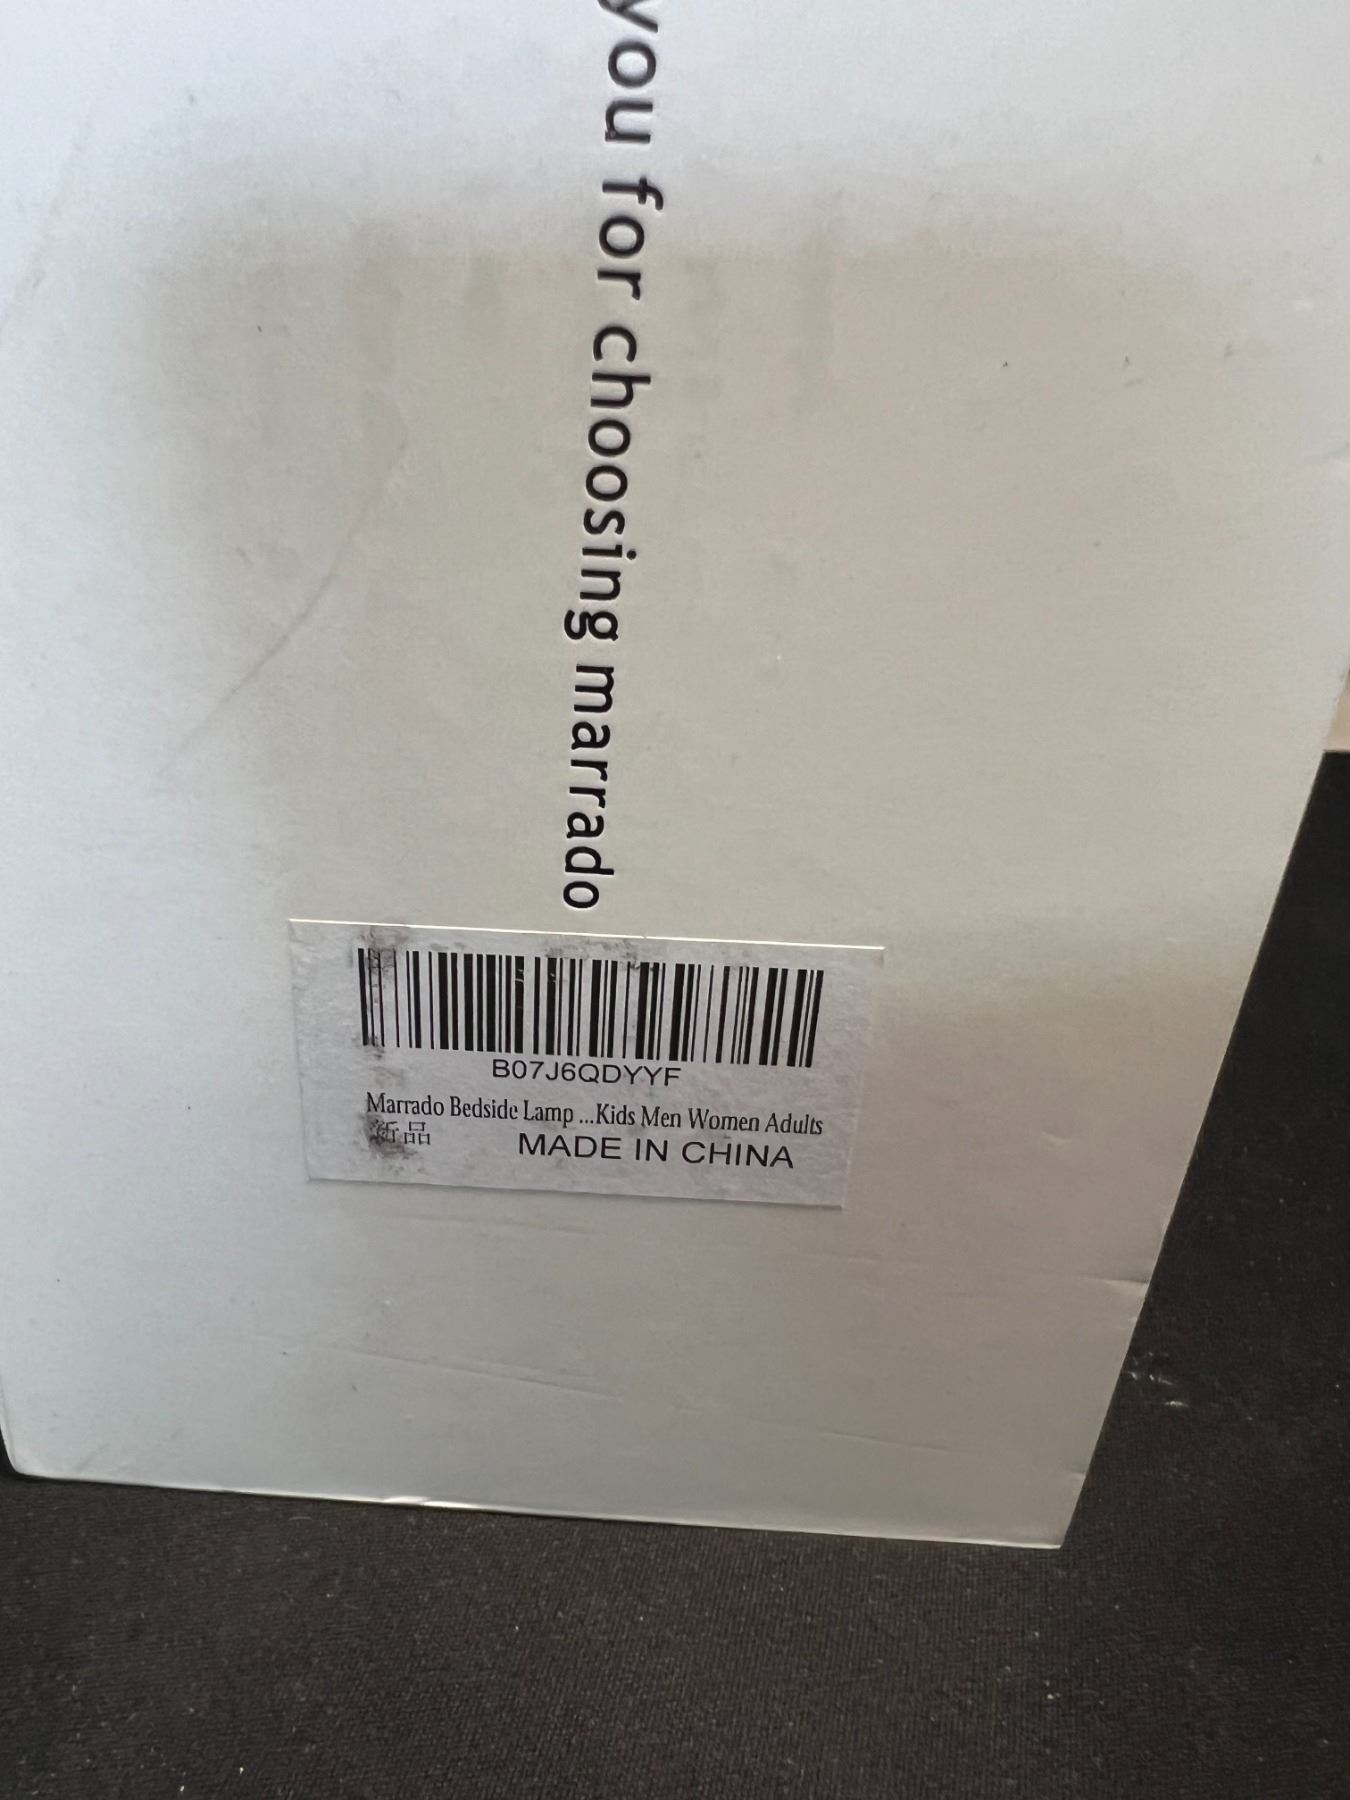 you for choosing marrado
B07J6QDYYF
Marrado Bedside Lamp ...Kids Men Women Adults
新品
MADE IN CHINA